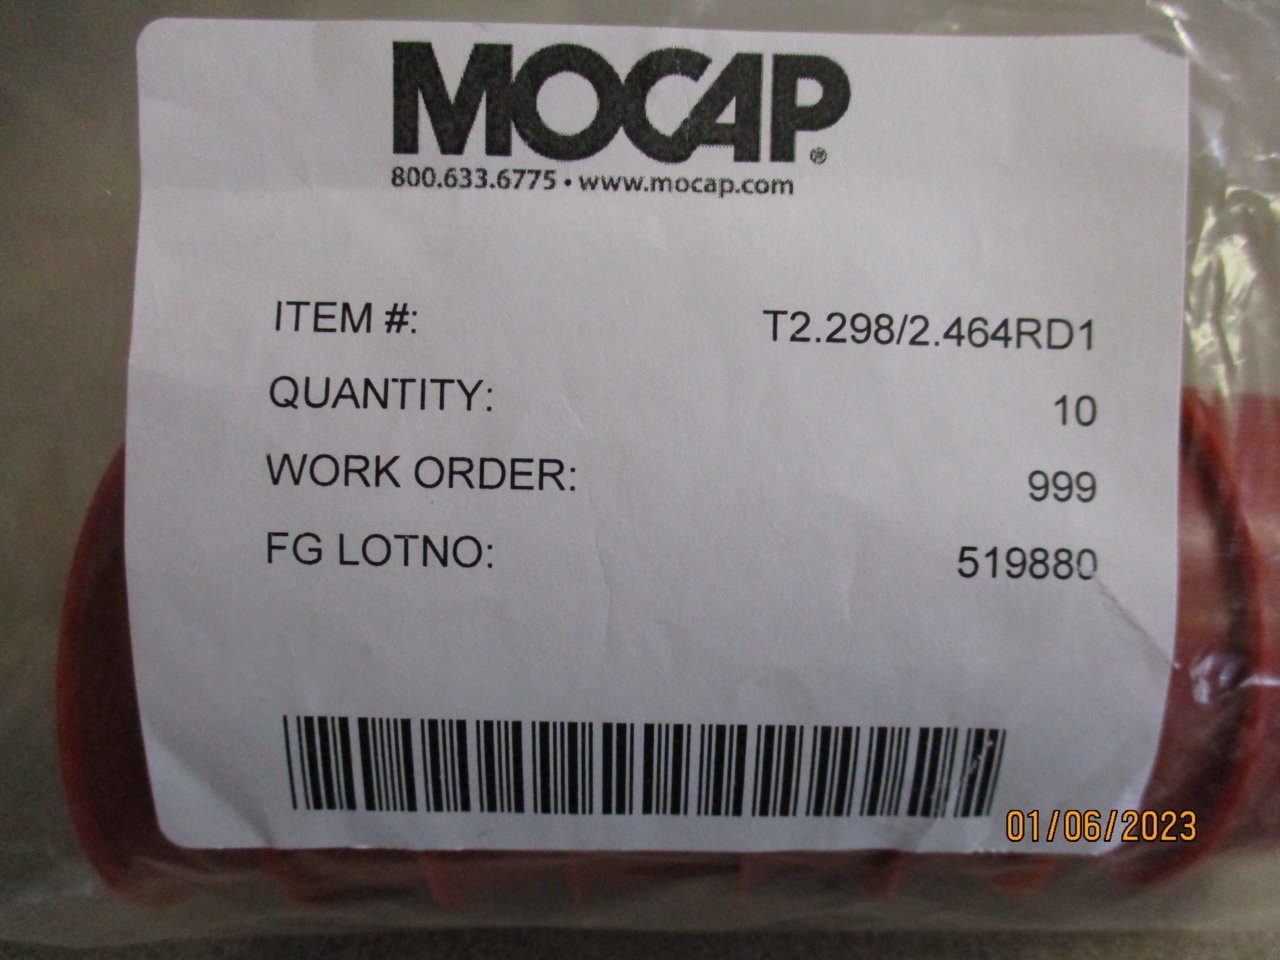 MOCAP®
800.633.6775 • www.mocap.com
ITEM #: T2.298/2.464RD1
QUANTITY: 10
WORK ORDER: 999
FG LOTNO: 519880
01/06/2023